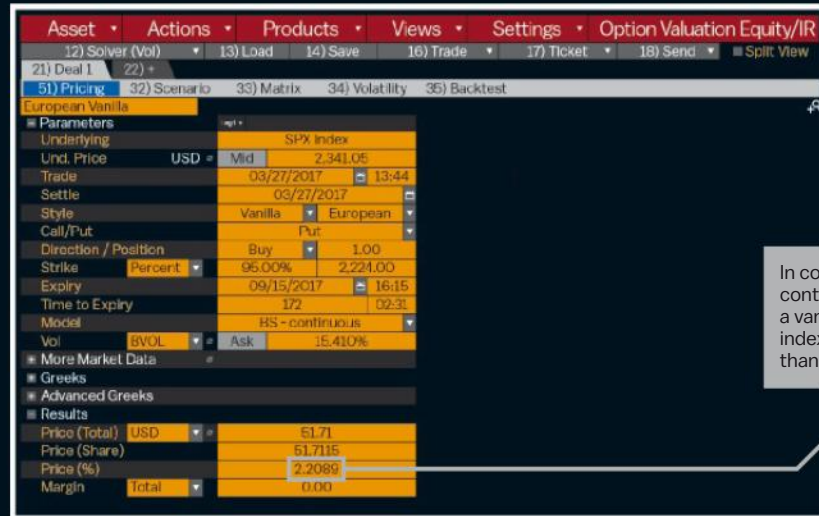 Asset Actions Products Views Settings Option Valuation Equity/IR
12) Solver (Vol) 13) Load 14) Save 16) Trade 17) Ticket 18) Send Split View
21) Deal 1 22) +
51) Pricing 32) Scenario 33) Matrix 34) Volatility 35) Backtest
European Vanilla
Parameters
Underlying SPX Index
Und. Price USD Mid 2,341.05
Trade 03/27/2017 13:44
Settle 03/27/2017
Style Vanilla European
Call/Put Put
Direction / Position Buy 1.00
Strike Percent 95.00% 2,224.00
Expiry 09/15/2017 16:15
Time to Expiry 172 02:31
Model BS - continuous
Vol BVOL Ask 15.410%
More Market Data
Greeks
Advanced Greeks
Results
Price (Total) USD 51.71
Price (Share) 51.7115
Price (%) 2.2089
Margin Total 0.00
In co
cont
a var
index
than